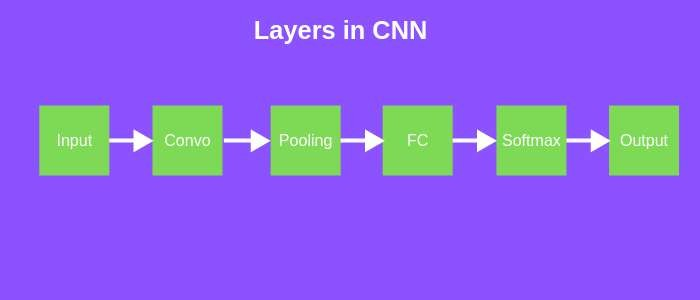 Layers in CNN
Input
Convo
Pooling
FC
Softmax
Output